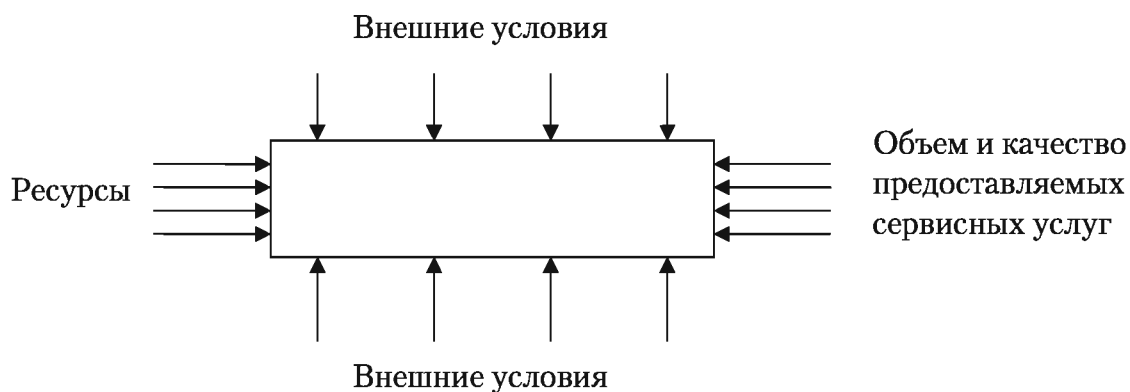 Внешние условия
Ресурсы
Объем и качество
предоставляемых
сервисных услуг
Внешние условия